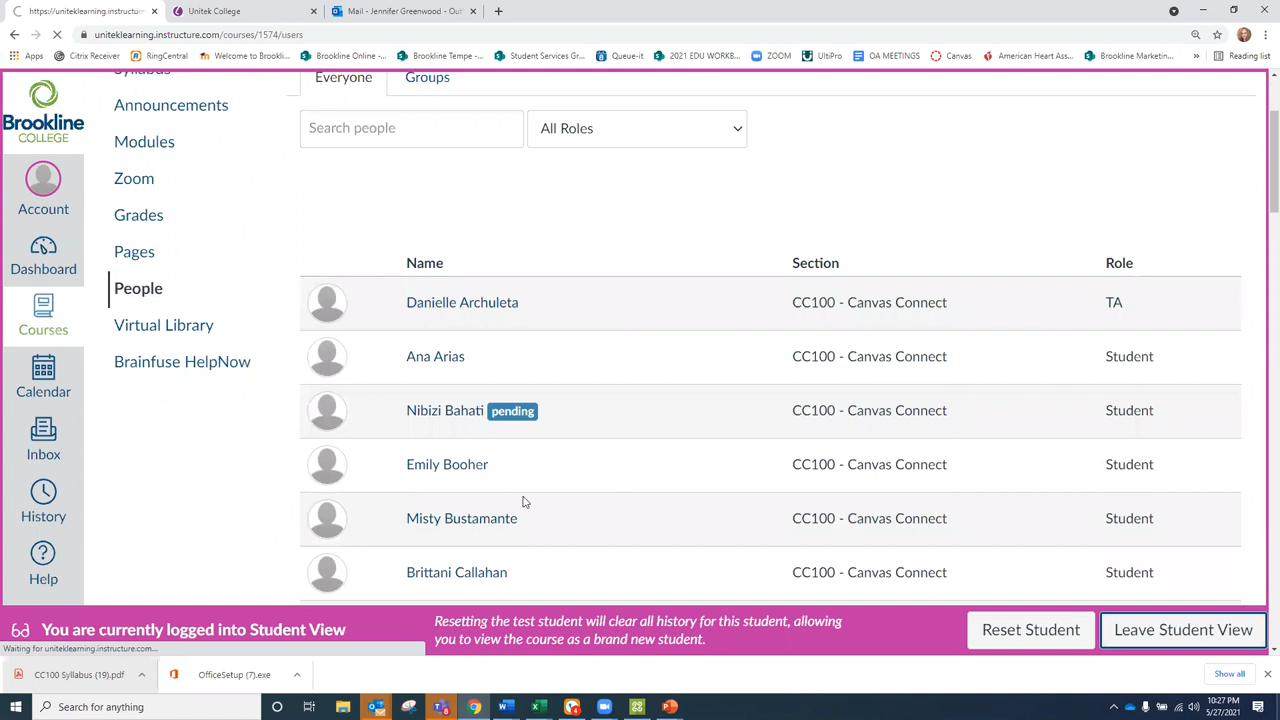 https://uniteklearning.instructure.c
Unitek College
Mail - Jennifer Greenwood - Out
uniteklearning.instructure.com/courses/1574/users
Apps Citrix Receiver RingCentral Welcome to Brookli... Brookline Online -... Brookline Tempe -... Student Services Gr... Queue-it 2021 EDU WORKB... ZOOM UltiPro OA MEETINGS Canvas American Heart Ass... Brookline Marketin... » Reading list
Brookline
COLLEGE
Account
Dashboard
Courses
Calendar
Inbox
History
Help
Syllabus
Announcements
Modules
Zoom
Grades
Pages
People
Virtual Library
Brainfuse HelpNow
Everyone Groups
Search people All Roles
Name Section Role
Danielle Archuleta CC100 - Canvas Connect TA
Ana Arias CC100 - Canvas Connect Student
Nibizi Bahati pending CC100 - Canvas Connect Student
Emily Booher CC100 - Canvas Connect Student
Misty Bustamante CC100 - Canvas Connect Student
Brittani Callahan CC100 - Canvas Connect Student
You are currently logged into Student View
Resetting the test student will clear all history for this student, allowing
you to view the course as a brand new student.
Reset Student Leave Student View
Waiting for uniteklearning.instructure.com...
CC100 Syllabus (19).pdf OfficeSetup (7).exe Show all
Search for anything
10:27 PM
5/27/2021